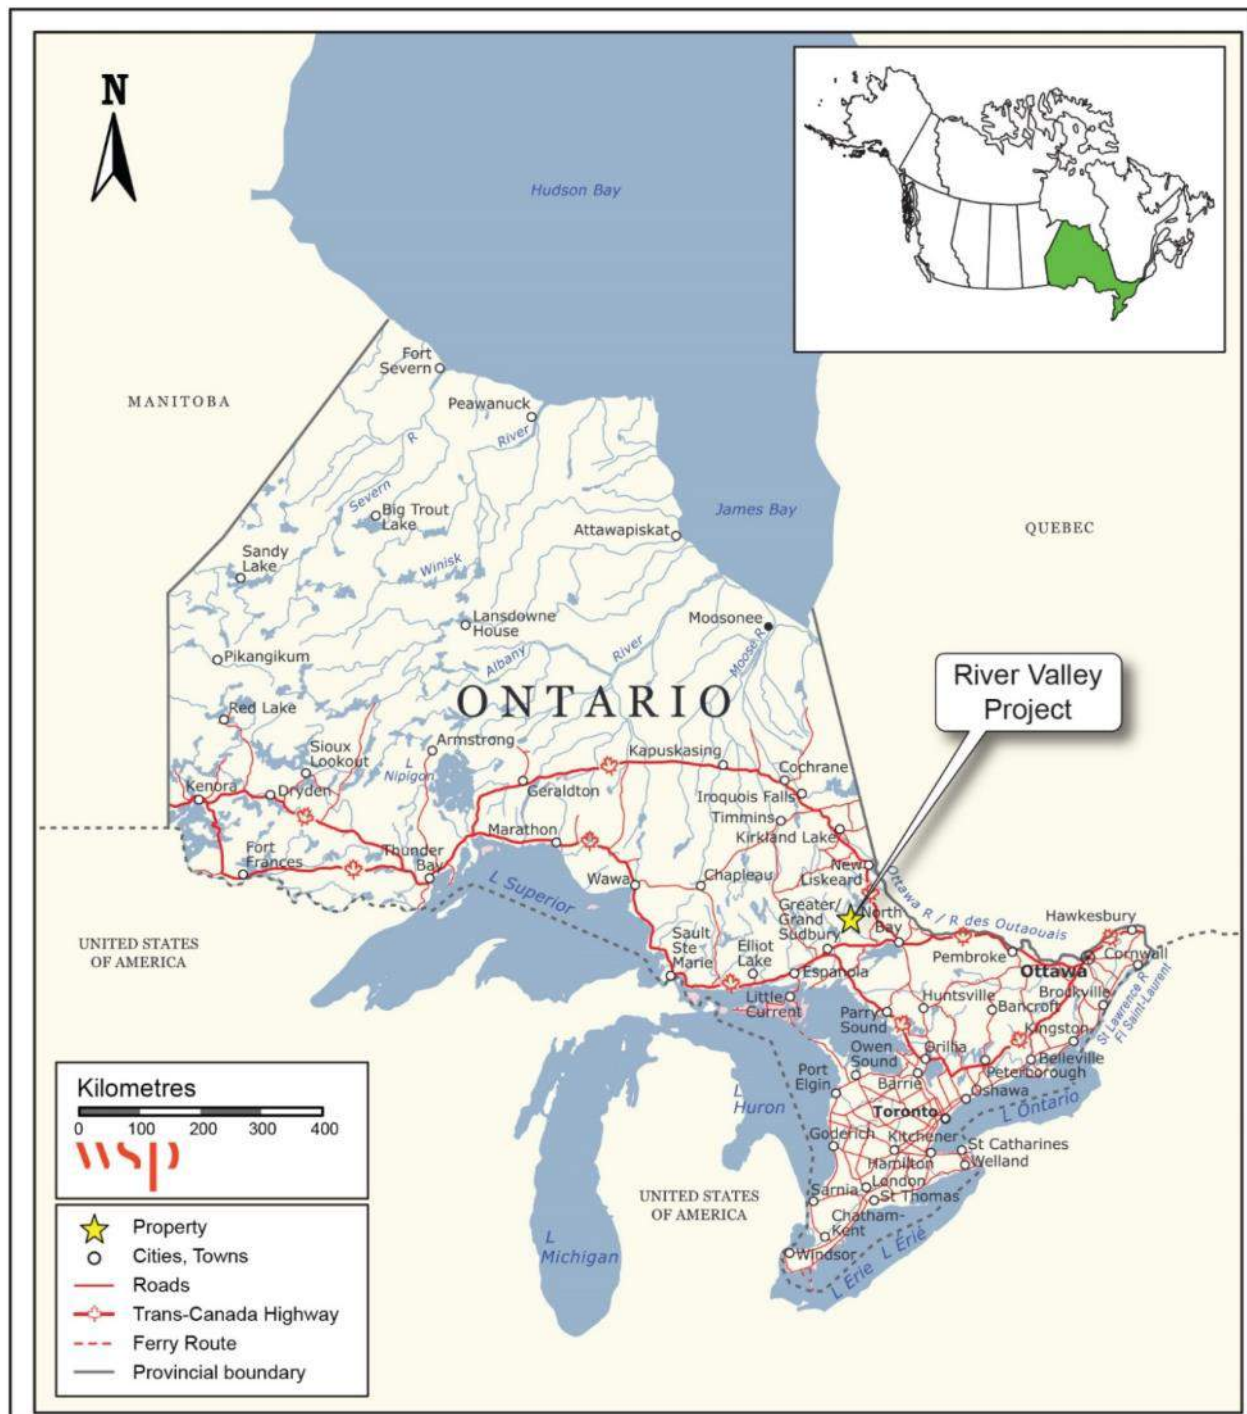 N
Hudson Bay
Fort
Severn
MANITOBA
Peawanuck
River
R
Severn
Big Trout
Lake
James Bay
QUEBEC
Attawapiskat
Sandy
Lake
Winisk
Lansdowne
House
Moosonee
River
Albany
Moose R
Pikangikum
River Valley
Project
ONTARIO
Red Lake
Armstrong
Kapuskasing
Sioux
Lookout
L
Nipigon
Cochrane
Kenora
Dryden
Geraldton
Iroquois Falls
Timmins
Marathon
Kirkland Lake
Fort
Frances
Thunder
Bay
New
Liskeard
Wawa
Chapleau
L Superior
Greater/
Grand
Sudbury
North
Bay
Ottawa R / R des Outaouais
Hawkesbury
UNITED STATES
OF AMERICA
Sault
Ste
Marie
Elliot
Lake
Espanola
Pembroke
Ottawa
Cornwall
Little
Current
Huntsville
Bancroft
Brockville
St Lawrence R
Fl Saint-Laurent
Parry
Sound
Kingston
Owen
Sound
Orillia
Belleville
Peterborough
Port
Elgin
Barrie
Oshawa
L
Huron
Toronto
L Ontario
Goderich
Kitchener
St Catharines
Hamilton
Welland
London
Sarnia
St Thomas
UNITED STATES
OF AMERICA
Chatham-
Kent
L
Michigan
Windsor
L Erie
L Érié
Kilometres
0 100 200 300 400
wsp
Property
Cities, Towns
Roads
Trans-Canada Highway
Ferry Route
Provincial boundary